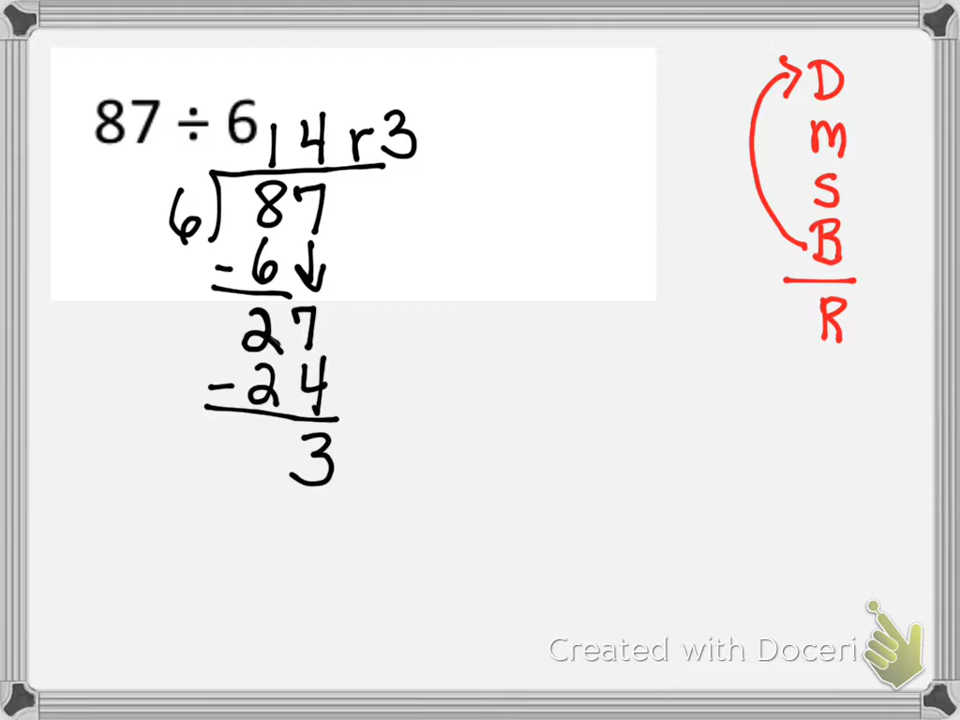 87 ÷ 6
14 r3
6)87
-6↓
27
-24
3
D
m
S
B
R
Created with Doceri